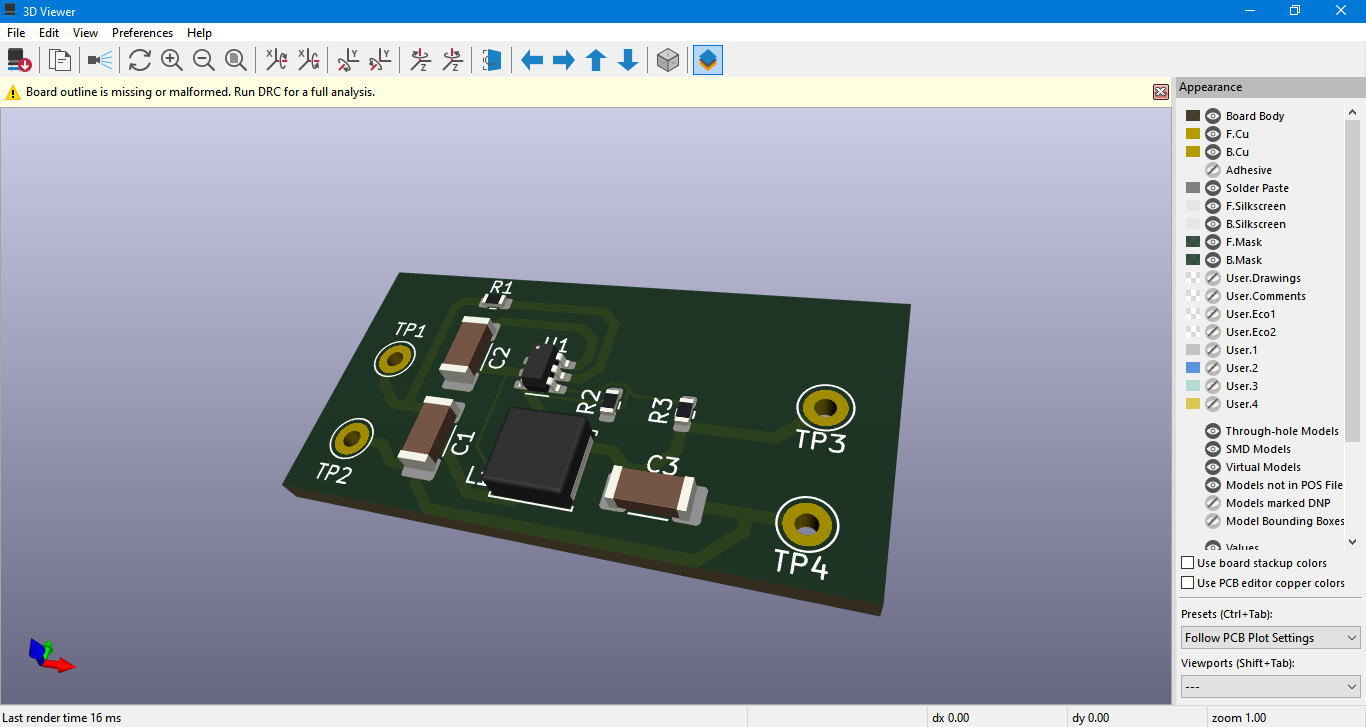 3D Viewer
File Edit View Preferences Help
Board outline is missing or malformed. Run DRC for a full analysis.
R1
TP1
C2
U1
R2
R3
TP3
TP2
C1
L1
C3
TP4
Appearance
Board Body
F.Cu
B.Cu
Adhesive
Solder Paste
F.Silkscreen
B.Silkscreen
F.Mask
B.Mask
User.Drawings
User.Comments
User.Eco1
User.Eco2
User.1
User.2
User.3
User.4
Through-hole Models
SMD Models
Virtual Models
Models not in POS File
Models marked DNP
Model Bounding Boxes
Values
Use board stackup colors
Use PCB editor copper colors
Presets (Ctrl+Tab):
Follow PCB Plot Settings
Viewports (Shift+Tab):
---
Last render time 16 ms
dx 0.00
dy 0.00
zoom 1.00